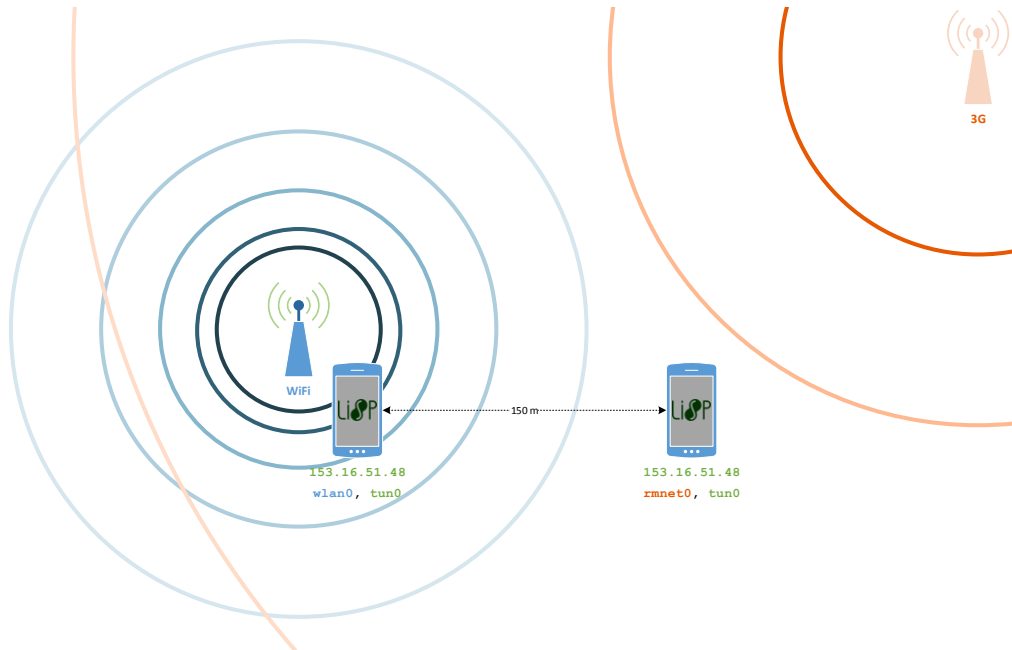 3G
WiFi
LiSP
LiSP
150 m
153.16.51.48
153.16.51.48
wlan0, tun0
rmnet0, tun0